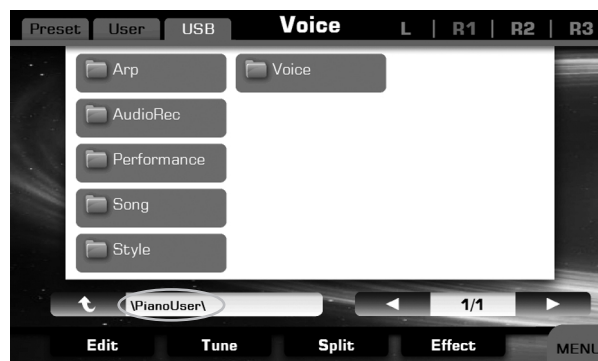 Preset User USB Voice L | R1 | R2 | R3
Arp Voice
AudioRec
Performance
Song
Style
\PianoUser\ 1/1
Edit Tune Split Effect MENU